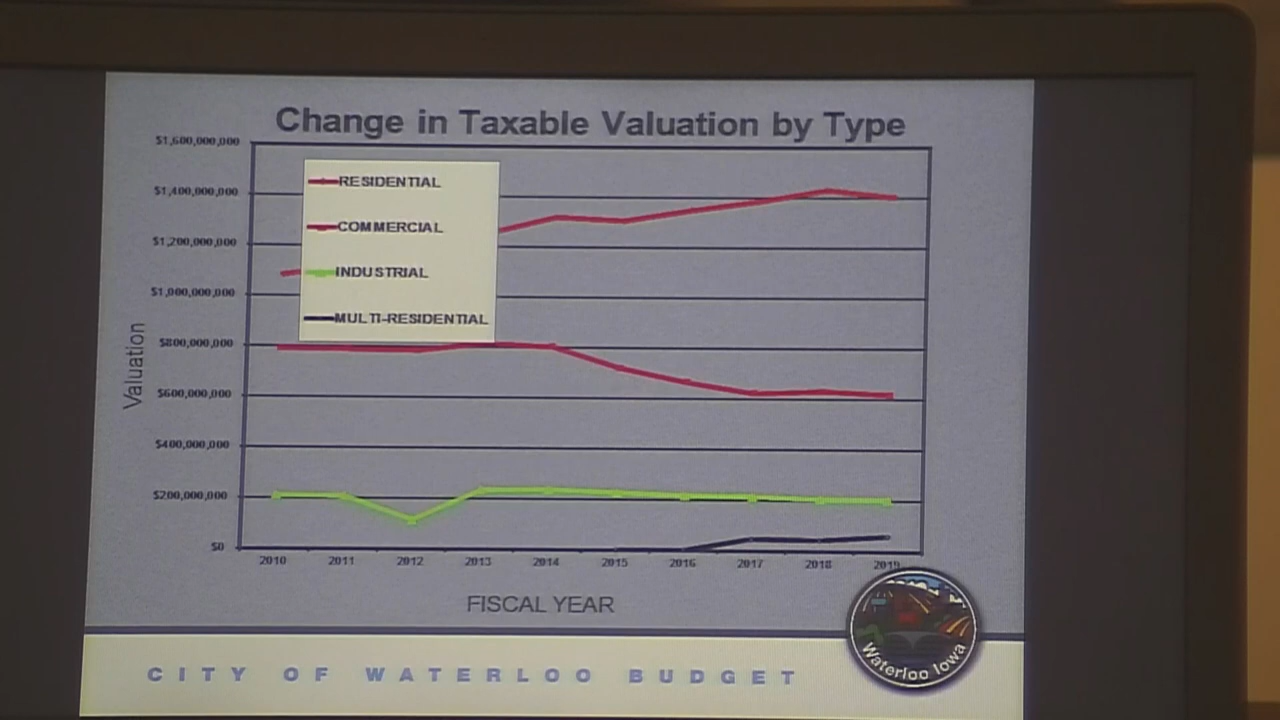 Change in Taxable Valuation by Type
$1,600,000,000
$1,400,000,000
$1,200,000,000
$1,000,000,000
$800,000,000
$600,000,000
$400,000,000
$200,000,000
$0
Valuation
RESIDENTIAL
COMMERCIAL
INDUSTRIAL
MULTI-RESIDENTIAL
2010 2011 2012 2013 2014 2015 2016 2017 2018 2019
FISCAL YEAR
CITY OF WATERLOO BUDGET
Waterloo Iowa